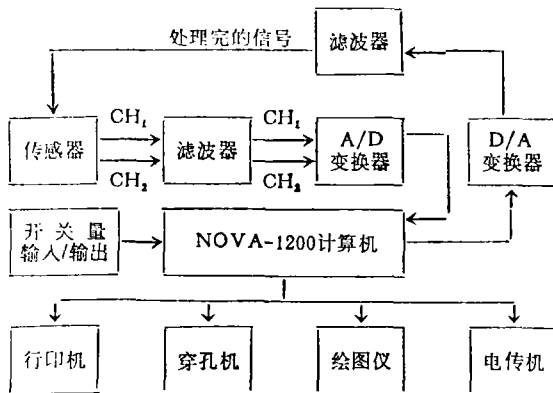 处理完的信号
滤波器
传感器
CH₁
CH₂
滤波器
CH₁
CH₂
A/D
变换器
D/A
变换器
开关量
输入/输出
NOVA-1200计算机
行印机
穿孔机
绘图仪
电传机